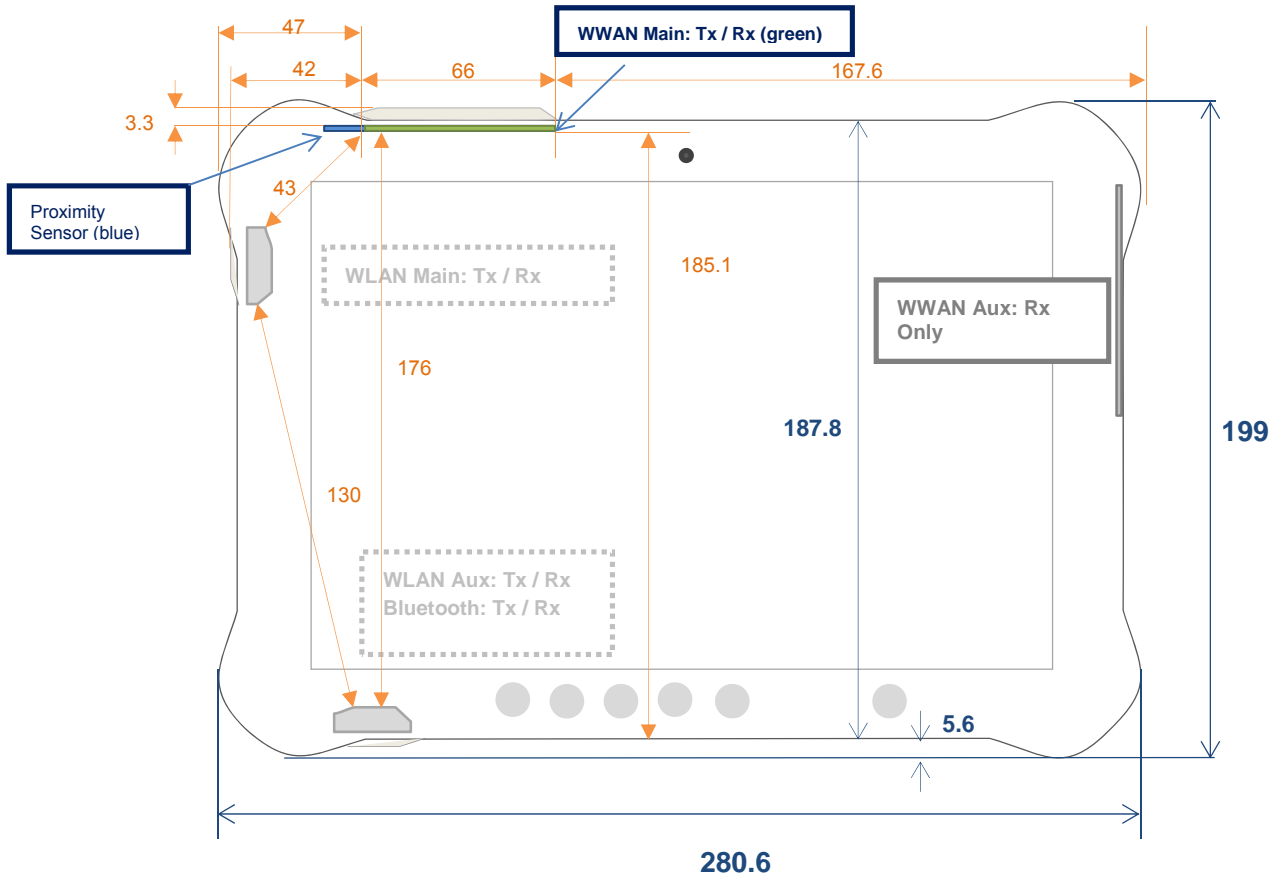 47
WWAN Main: Tx / Rx (green)
42
66
167.6
3.3
43
Proximity
Sensor (blue)
WLAN Main: Tx / Rx
185.1
WWAN Aux: Rx
Only
176
187.8
199
130
WLAN Aux: Tx / Rx
Bluetooth: Tx / Rx
5.6
280.6